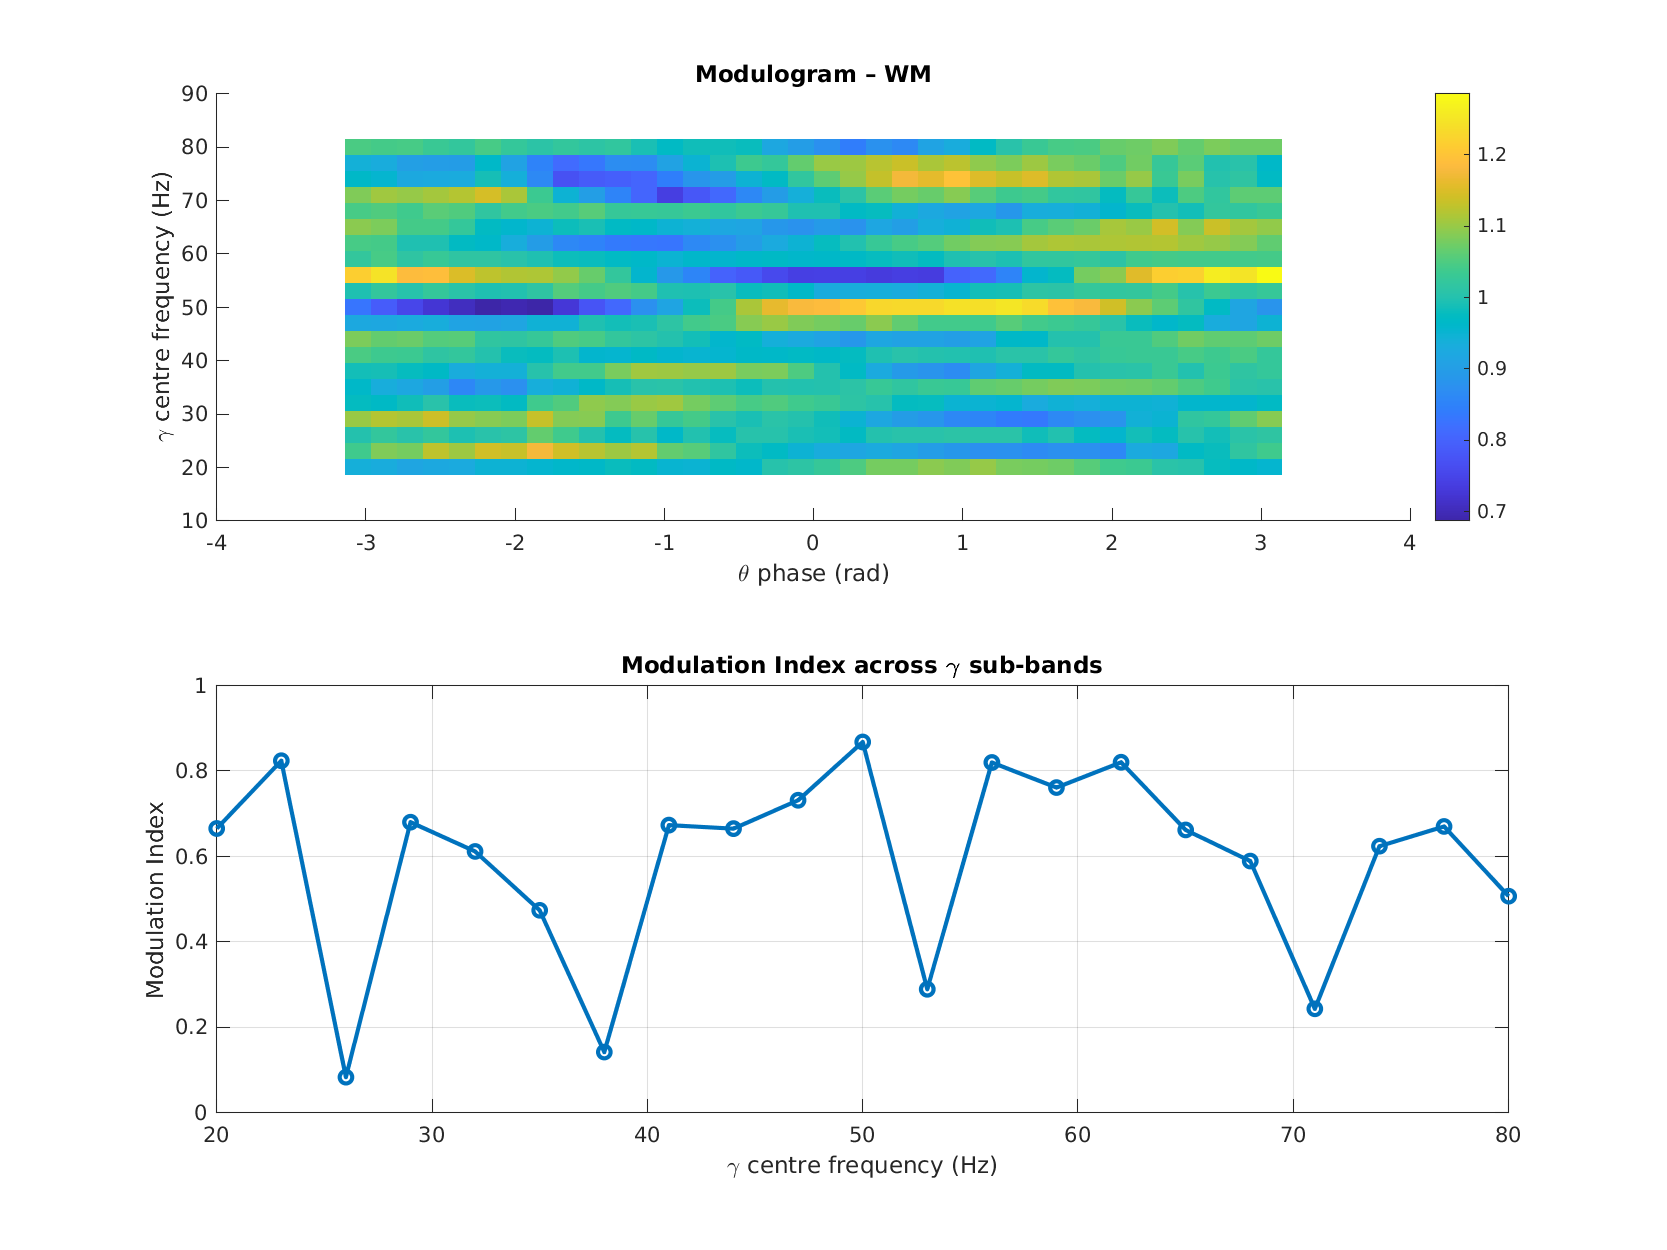 Modulogram – WM
γ centre frequency (Hz)
90
80
70
60
50
40
30
20
10
-4 -3 -2 -1 0 1 2 3 4
θ phase (rad)
1.2
1.1
1
0.9
0.8
0.7
Modulation Index across γ sub-bands
Modulation Index
1
0.8
0.6
0.4
0.2
0
20 30 40 50 60 70 80
γ centre frequency (Hz)